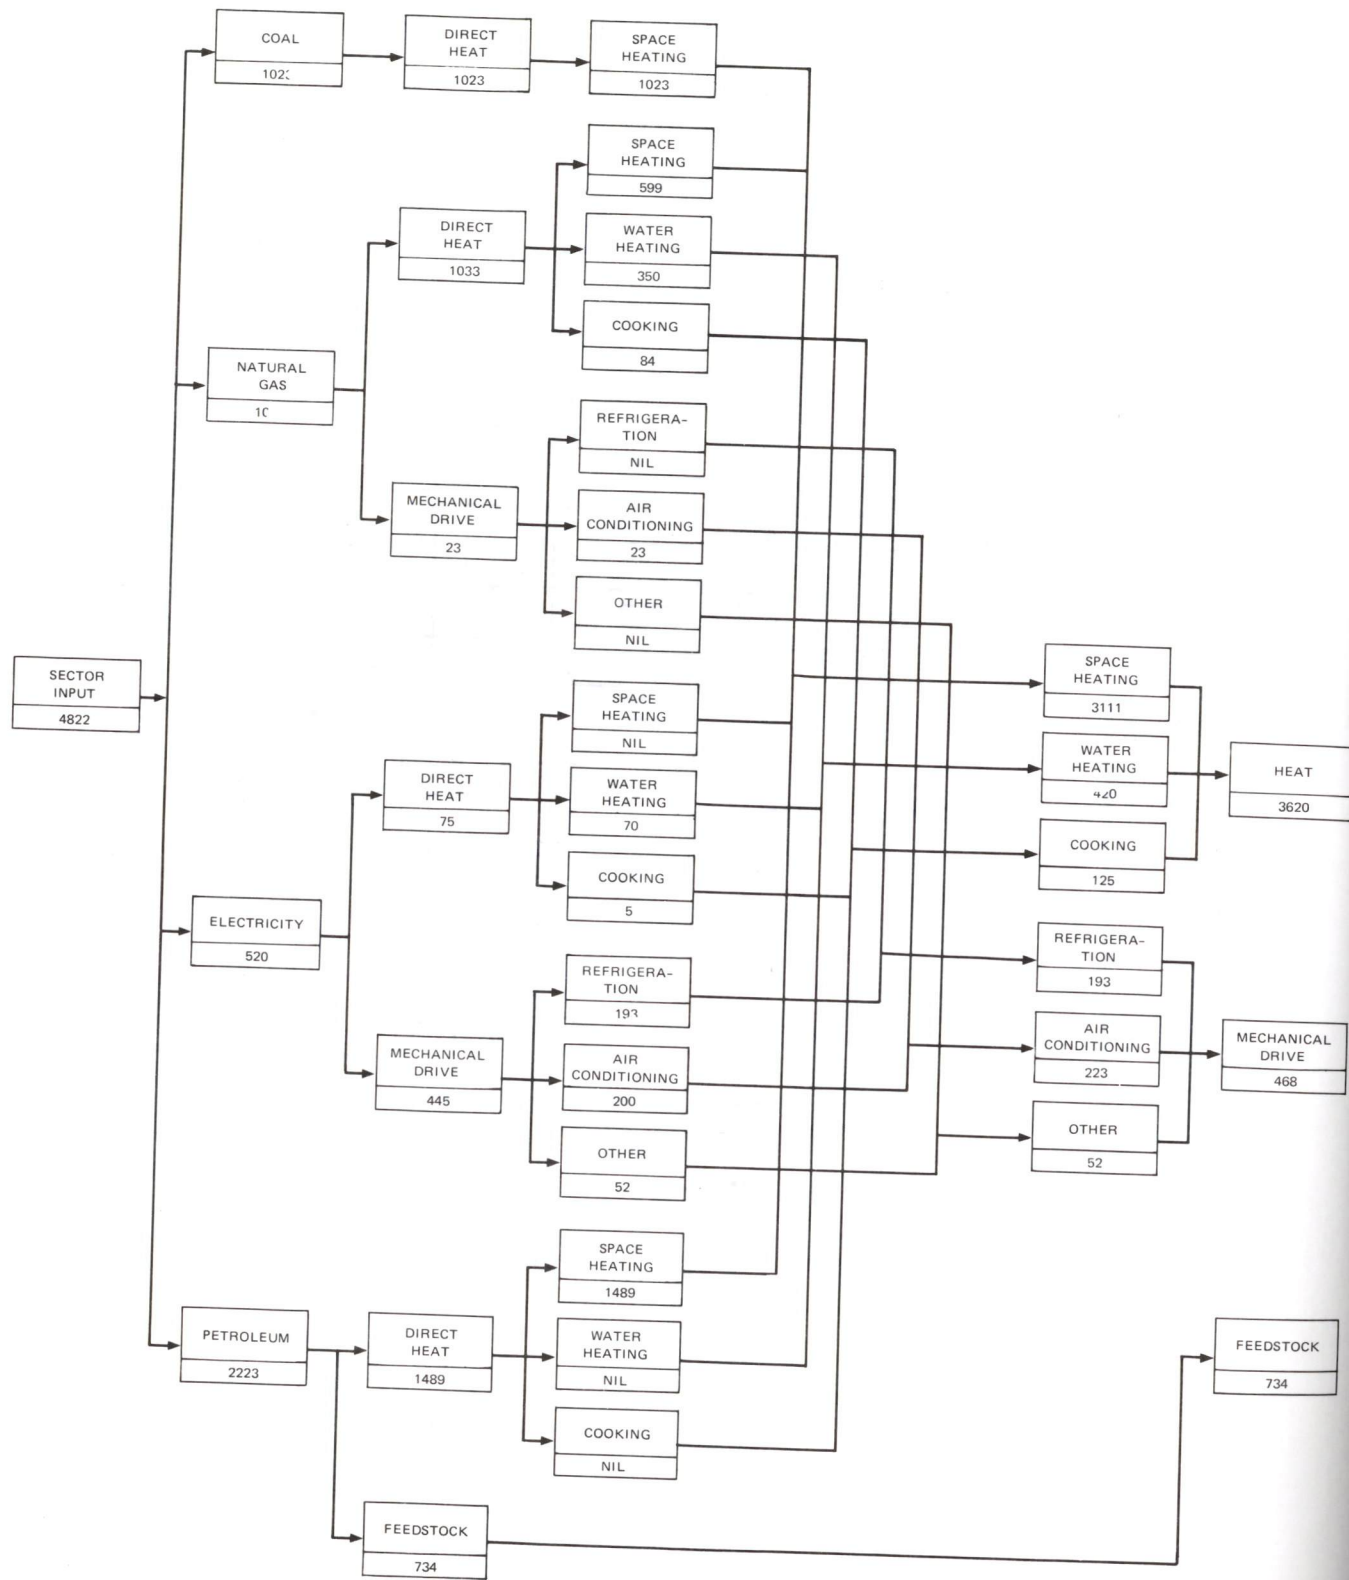 COAL
DIRECT
HEAT
1023
SPACE
HEATING
1023
SPACE
HEATING
599
DIRECT
HEAT
1033
WATER
HEATING
350
COOKING
84
NATURAL
GAS
REFRIGERA-
TION
NIL
MECHANICAL
DRIVE
23
AIR
CONDITIONING
23
OTHER
NIL
SECTOR
INPUT
4822
SPACE
HEATING
NIL
SPACE
HEATING
3111
DIRECT
HEAT
75
WATER
HEATING
70
WATER
HEATING
420
HEAT
3620
COOKING
5
COOKING
125
ELECTRICITY
520
REFRIGERA-
TION
193
REFRIGERA-
TION
193
MECHANICAL
DRIVE
445
AIR
CONDITIONING
200
AIR
CONDITIONING
223
MECHANICAL
DRIVE
468
OTHER
52
OTHER
52
SPACE
HEATING
1489
PETROLEUM
2223
DIRECT
HEAT
1489
WATER
HEATING
NIL
FEEDSTOCK
734
COOKING
NIL
FEEDSTOCK
734